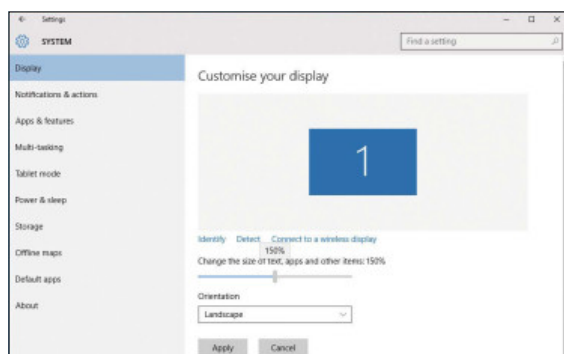 Settings
SYSTEM
Find a setting
Display
Notifications & actions
Apps & features
Multi-tasking
Tablet mode
Power & sleep
Storage
Offline maps
Default apps
About
Customise your display
1
Identify Detect Connect to a wireless display
150%
Change the size of text, apps and other items: 150%
Orientation
Landscape
Apply Cancel